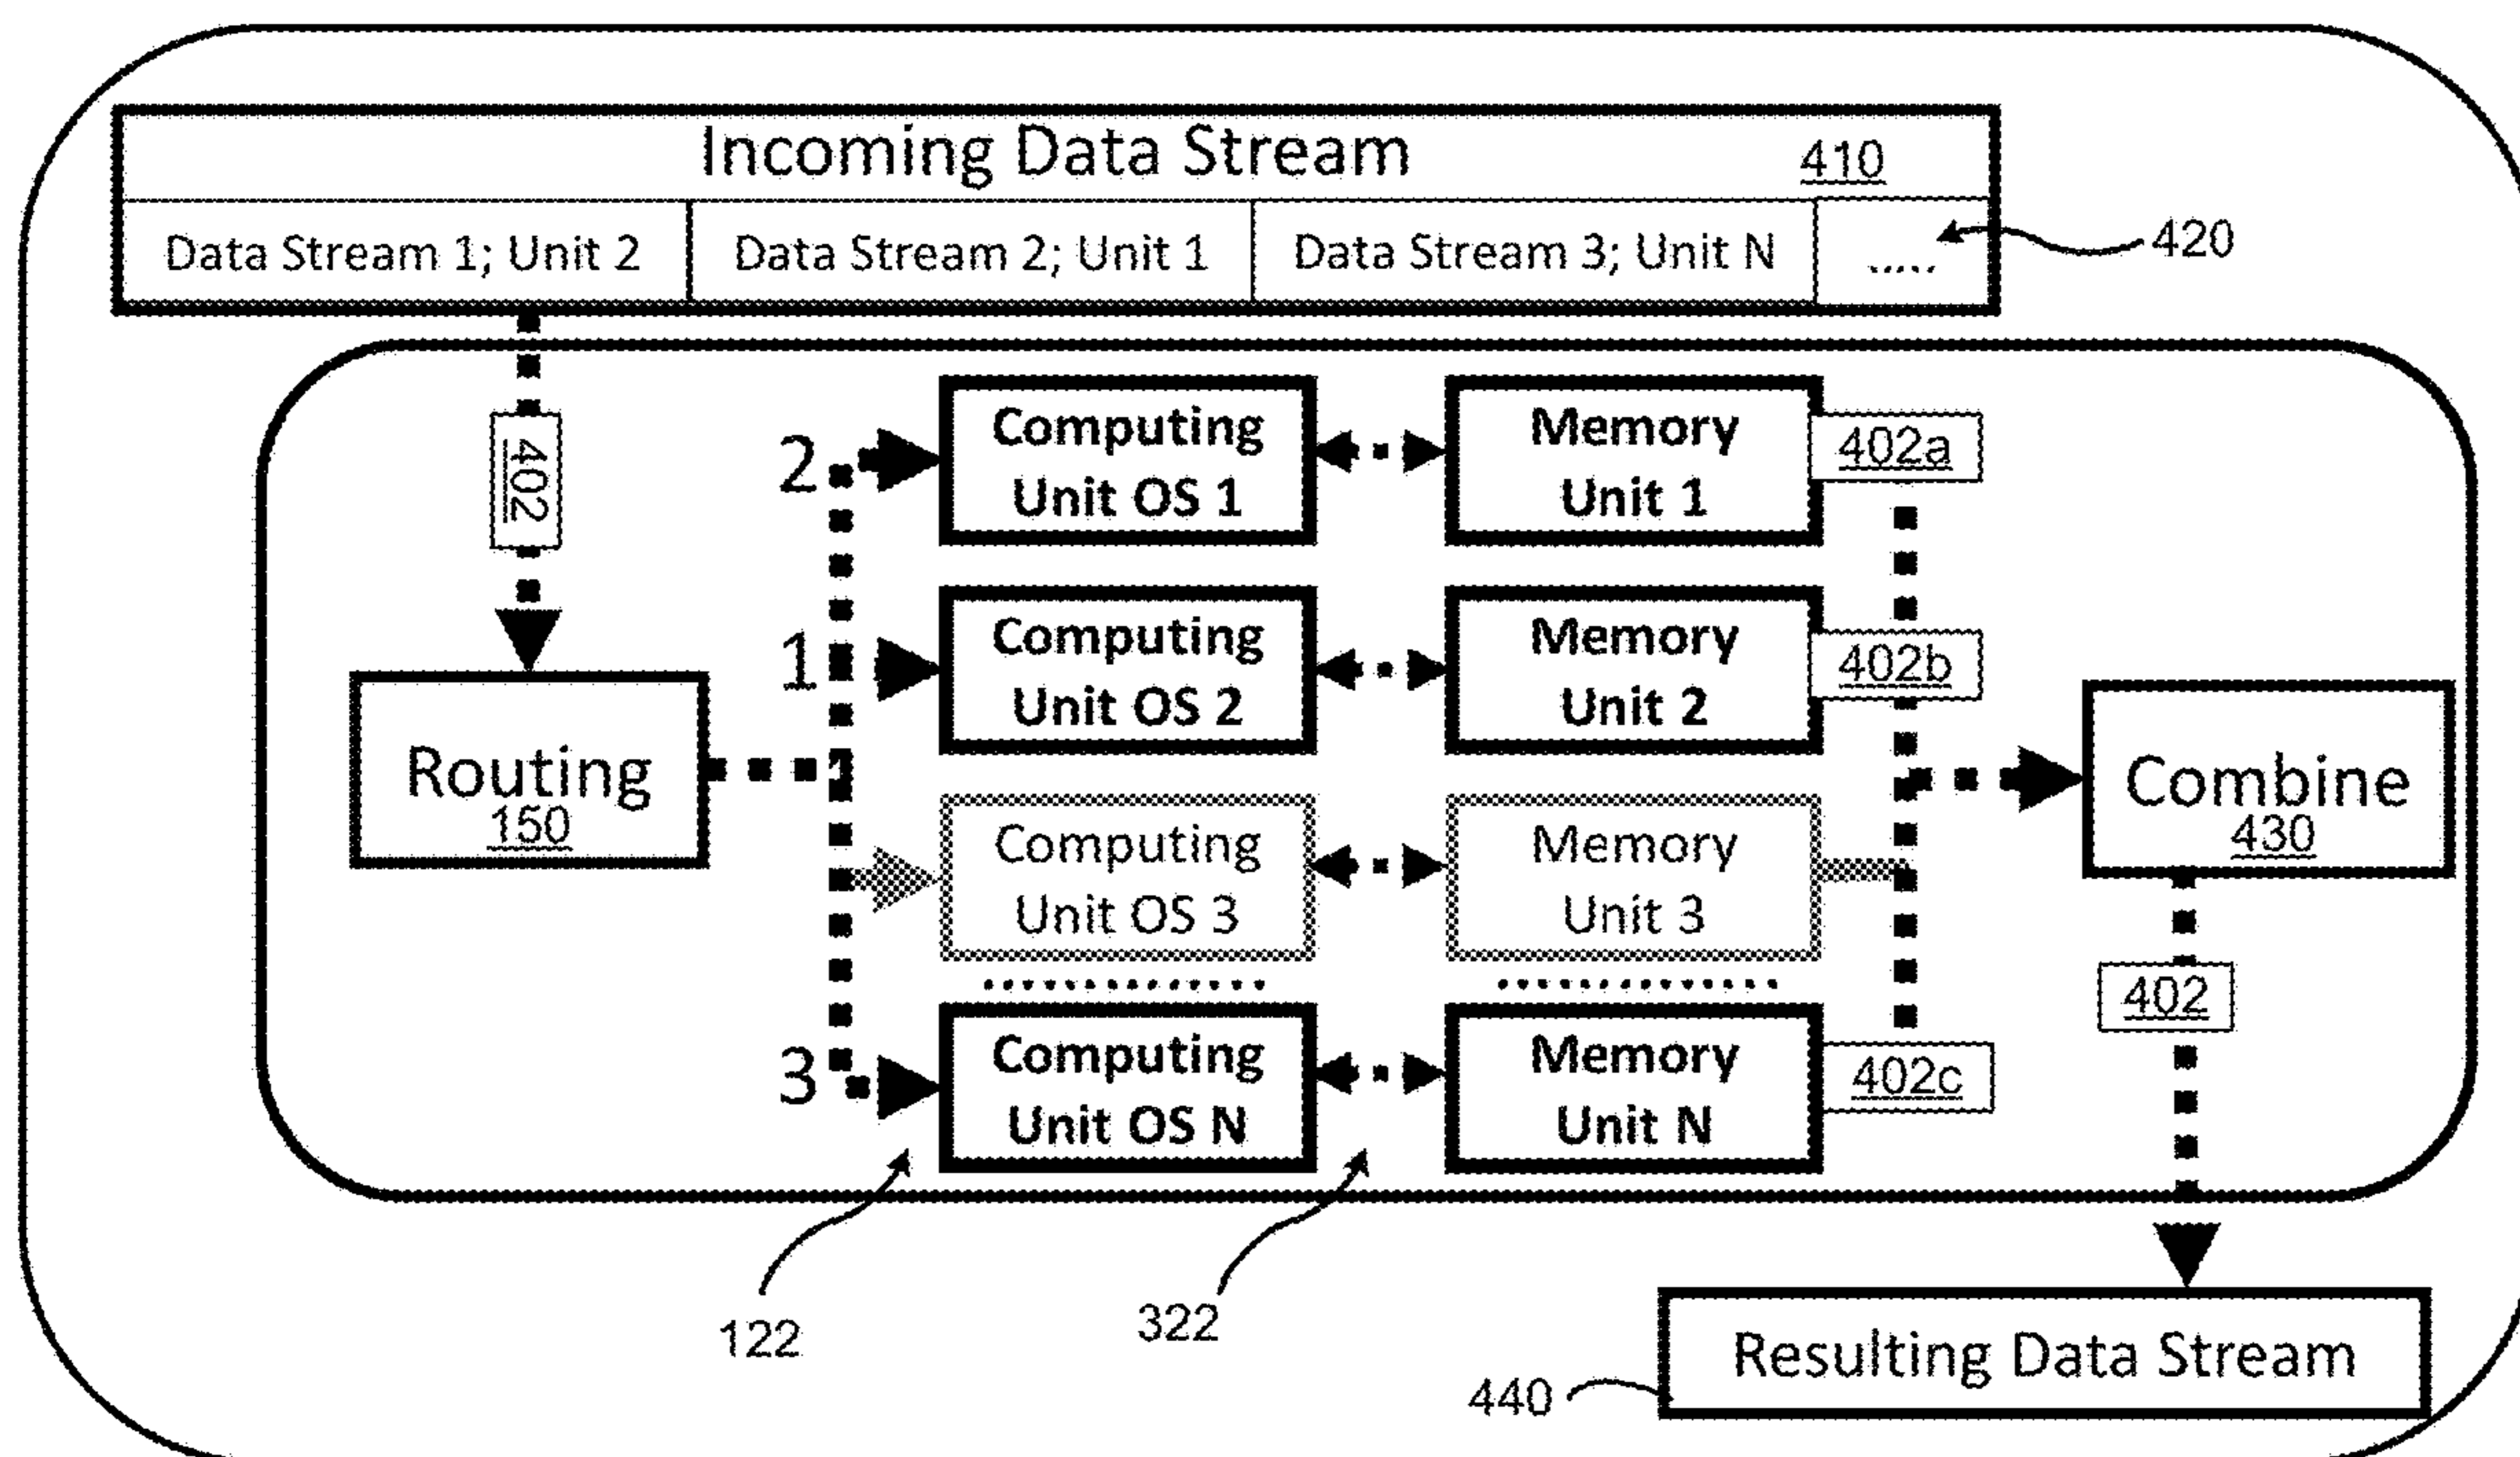 Incoming Data Stream
410
Data Stream 1; Unit 2
Data Stream 2; Unit 1
Data Stream 3; Unit N
.....
420
402
2
Computing
Unit OS 1
Memory
Unit 1
402a
1
Computing
Unit OS 2
Memory
Unit 2
402b
Routing
150
Computing
Unit OS 3
Memory
Unit 3
Combine
430
402
3
Computing
Unit OS N
Memory
Unit N
402c
122
322
440
Resulting Data Stream